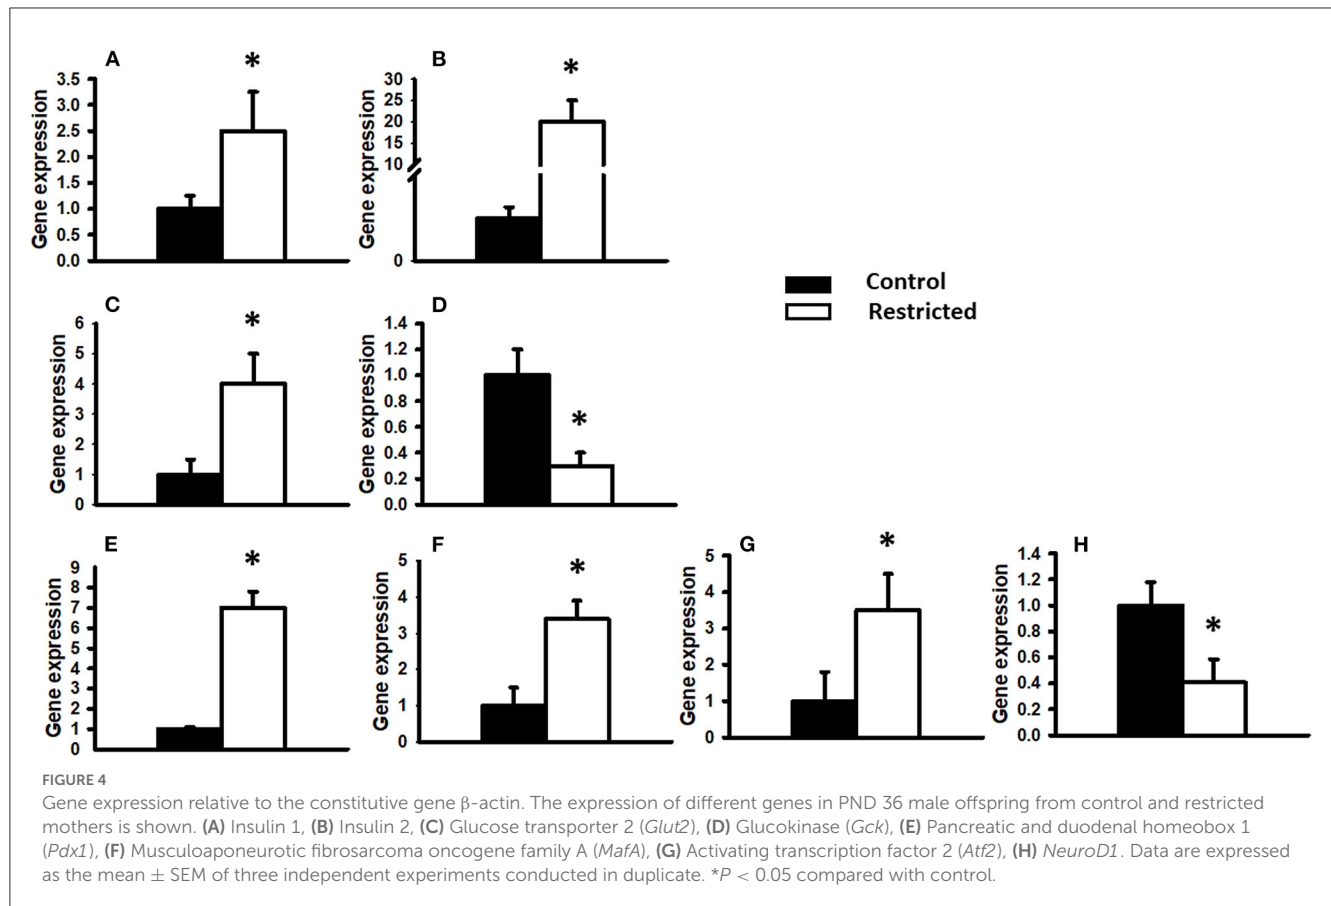 A
*
Gene expression
3.5
3.0
2.5
2.0
1.5
1.0
0.5
0.0
B
*
Gene expression
30
25
20
15
10
0
Control
Restricted
C
*
Gene expression
6
5
4
3
2
1
0
D
*
Gene expression
1.4
1.2
1.0
0.8
0.6
0.4
0.2
0.0
E
*
Gene expression
9
8
7
6
5
4
3
2
1
0
F
*
Gene expression
5
4
3
2
1
0
G
*
Gene expression
5
4
3
2
1
0
H
*
Gene expression
1.4
1.2
1.0
0.8
0.6
0.4
0.2
0.0
FIGURE 4
Gene expression relative to the constitutive gene β-actin. The expression of different genes in PND 36 male offspring from control and restricted
mothers is shown. (A) Insulin 1, (B) Insulin 2, (C) Glucose transporter 2 (Glut2), (D) Glucokinase (Gck), (E) Pancreatic and duodenal homeobox 1
(Pdx1), (F) Musculoaponeurotic fibrosarcoma oncogene family A (MafA), (G) Activating transcription factor 2 (Atf2), (H) NeuroD1. Data are expressed
as the mean ± SEM of three independent experiments conducted in duplicate. *P < 0.05 compared with control.